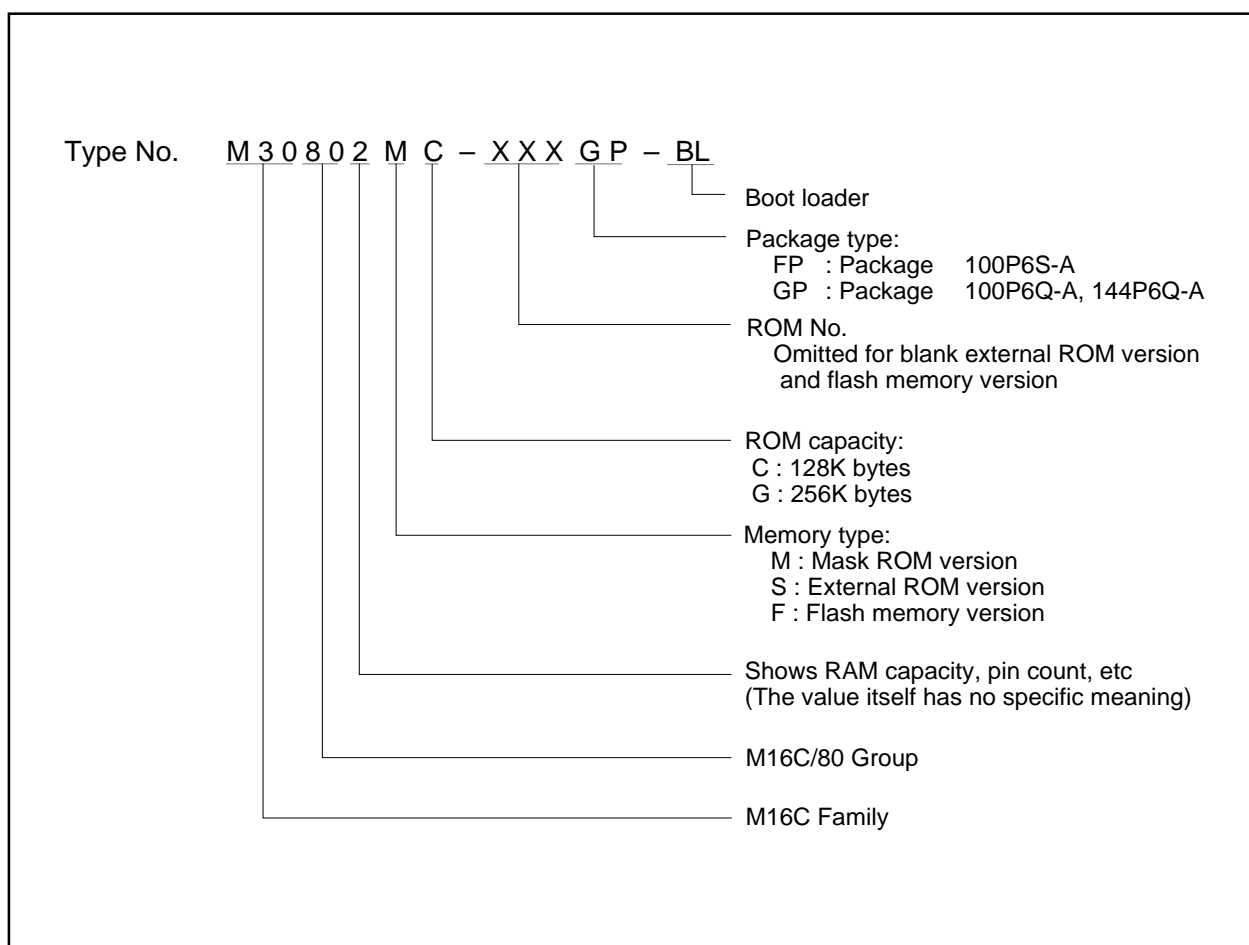 Type No. M 3 0 8 0 2 M C – X X X G P – BL
Boot loader
Package type:
FP : Package 100P6S-A
GP : Package 100P6Q-A, 144P6Q-A
ROM No.
Omitted for blank external ROM version
and flash memory version
ROM capacity:
C : 128K bytes
G : 256K bytes
Memory type:
M : Mask ROM version
S : External ROM version
F : Flash memory version
Shows RAM capacity, pin count, etc
(The value itself has no specific meaning)
M16C/80 Group
M16C Family